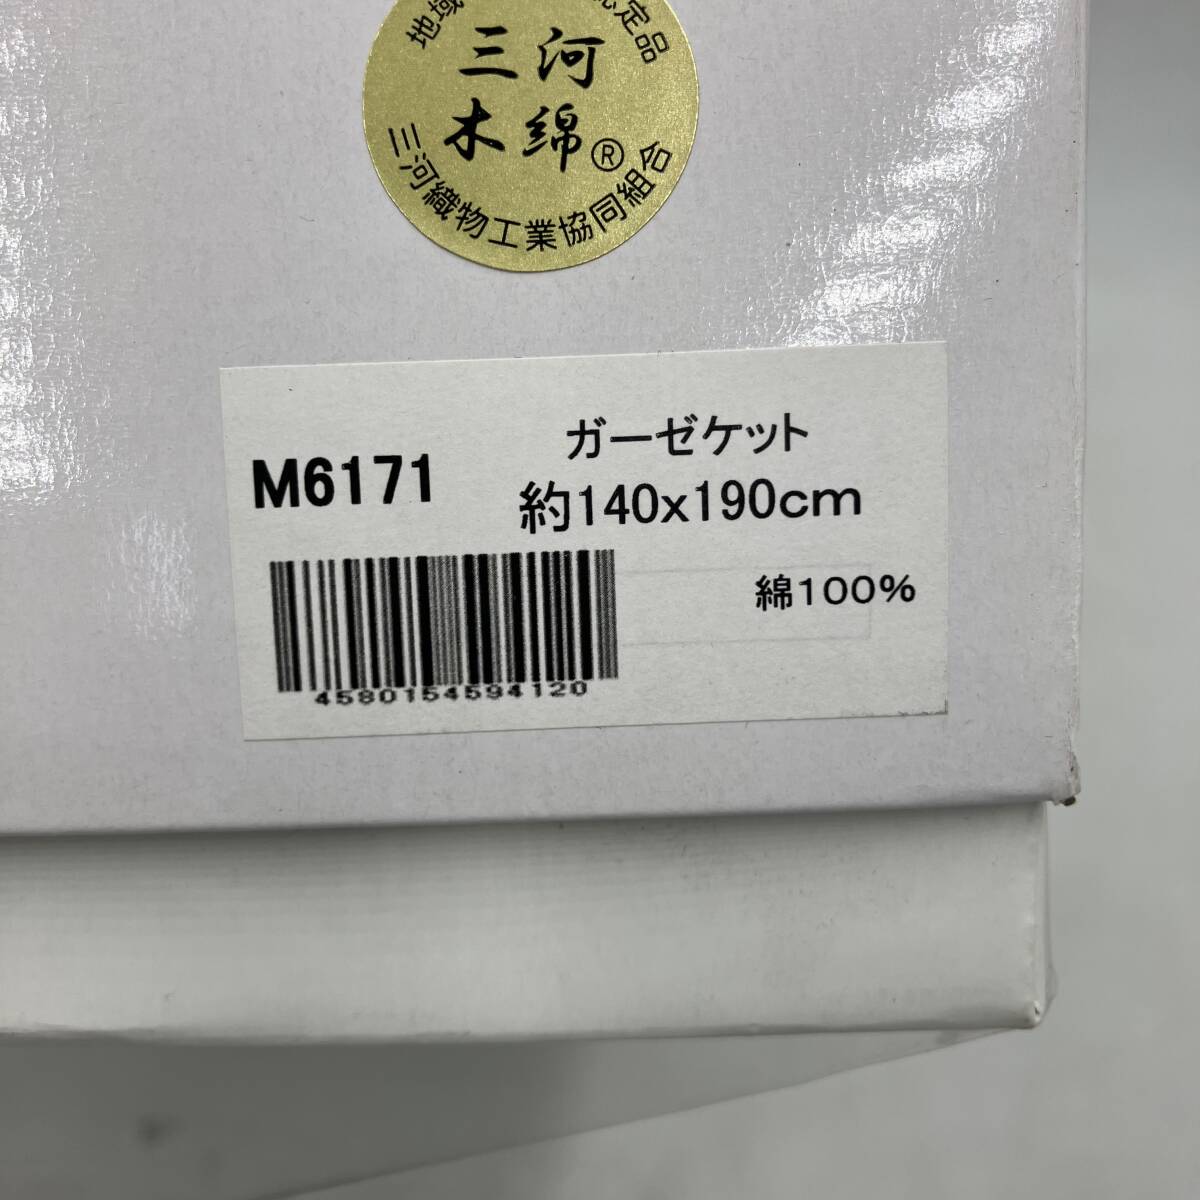 地域 認定品
三河
木綿®
三河織物工業協同組合
M6171
ガーゼケット
約140x190cm
綿100%
4580154594120